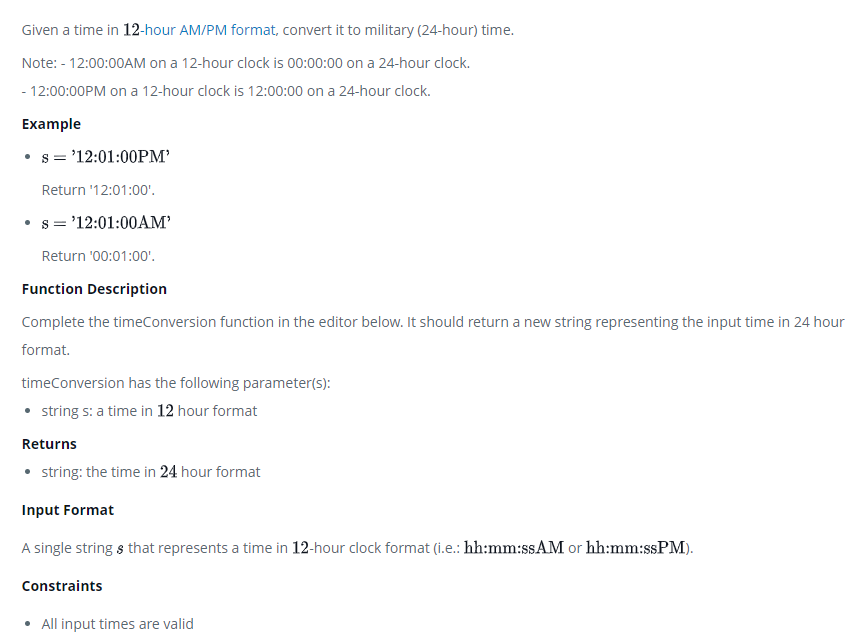 Given a time in 12-hour AM/PM format, convert it to military (24-hour) time.
Note: - 12:00:00AM on a 12-hour clock is 00:00:00 on a 24-hour clock.
- 12:00:00PM on a 12-hour clock is 12:00:00 on a 24-hour clock.
Example
• s = '12:01:00PM'
Return '12:01:00'.
• s = '12:01:00AM'
Return '00:01:00'.
Function Description
Complete the timeConversion function in the editor below. It should return a new string representing the input time in 24 hour
format.
timeConversion has the following parameter(s):
• string s: a time in 12 hour format
Returns
• string: the time in 24 hour format
Input Format
A single string s that represents a time in 12-hour clock format (i.e.: hh:mm:ssAM or hh:mm:ssPM).
Constraints
• All input times are valid